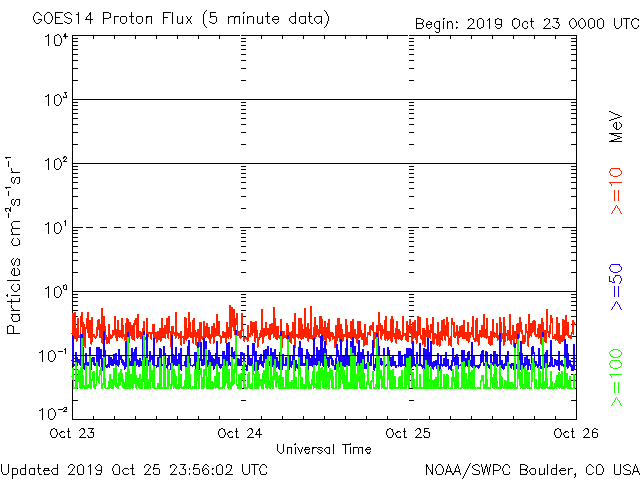 GOES14 Proton Flux (5 minute data)
Begin: 2019 Oct 23 0000 UTC
10⁴
10³
10²
10¹
10⁰
10⁻¹
10⁻²
Particles cm⁻²s⁻¹sr⁻¹
MeV
>=10
>=50
>=100
Oct 23
Oct 24
Oct 25
Oct 26
Universal Time
Updated 2019 Oct 25 23:56:02 UTC
NOAA/SWPC Boulder, CO USA